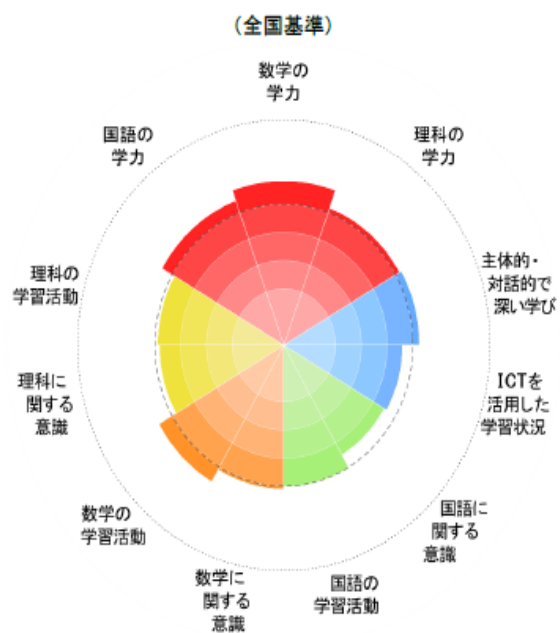 (全国基準)
数学の
学力
理科の
学力
主体的・
対話的で
深い学び
ICTを
活用した
学習状況
国語に
関する
意識
国語の
学習活動
数学に
関する
意識
数学の
学習活動
理科に
関する
意識
理科の
学習活動
国語の
学力